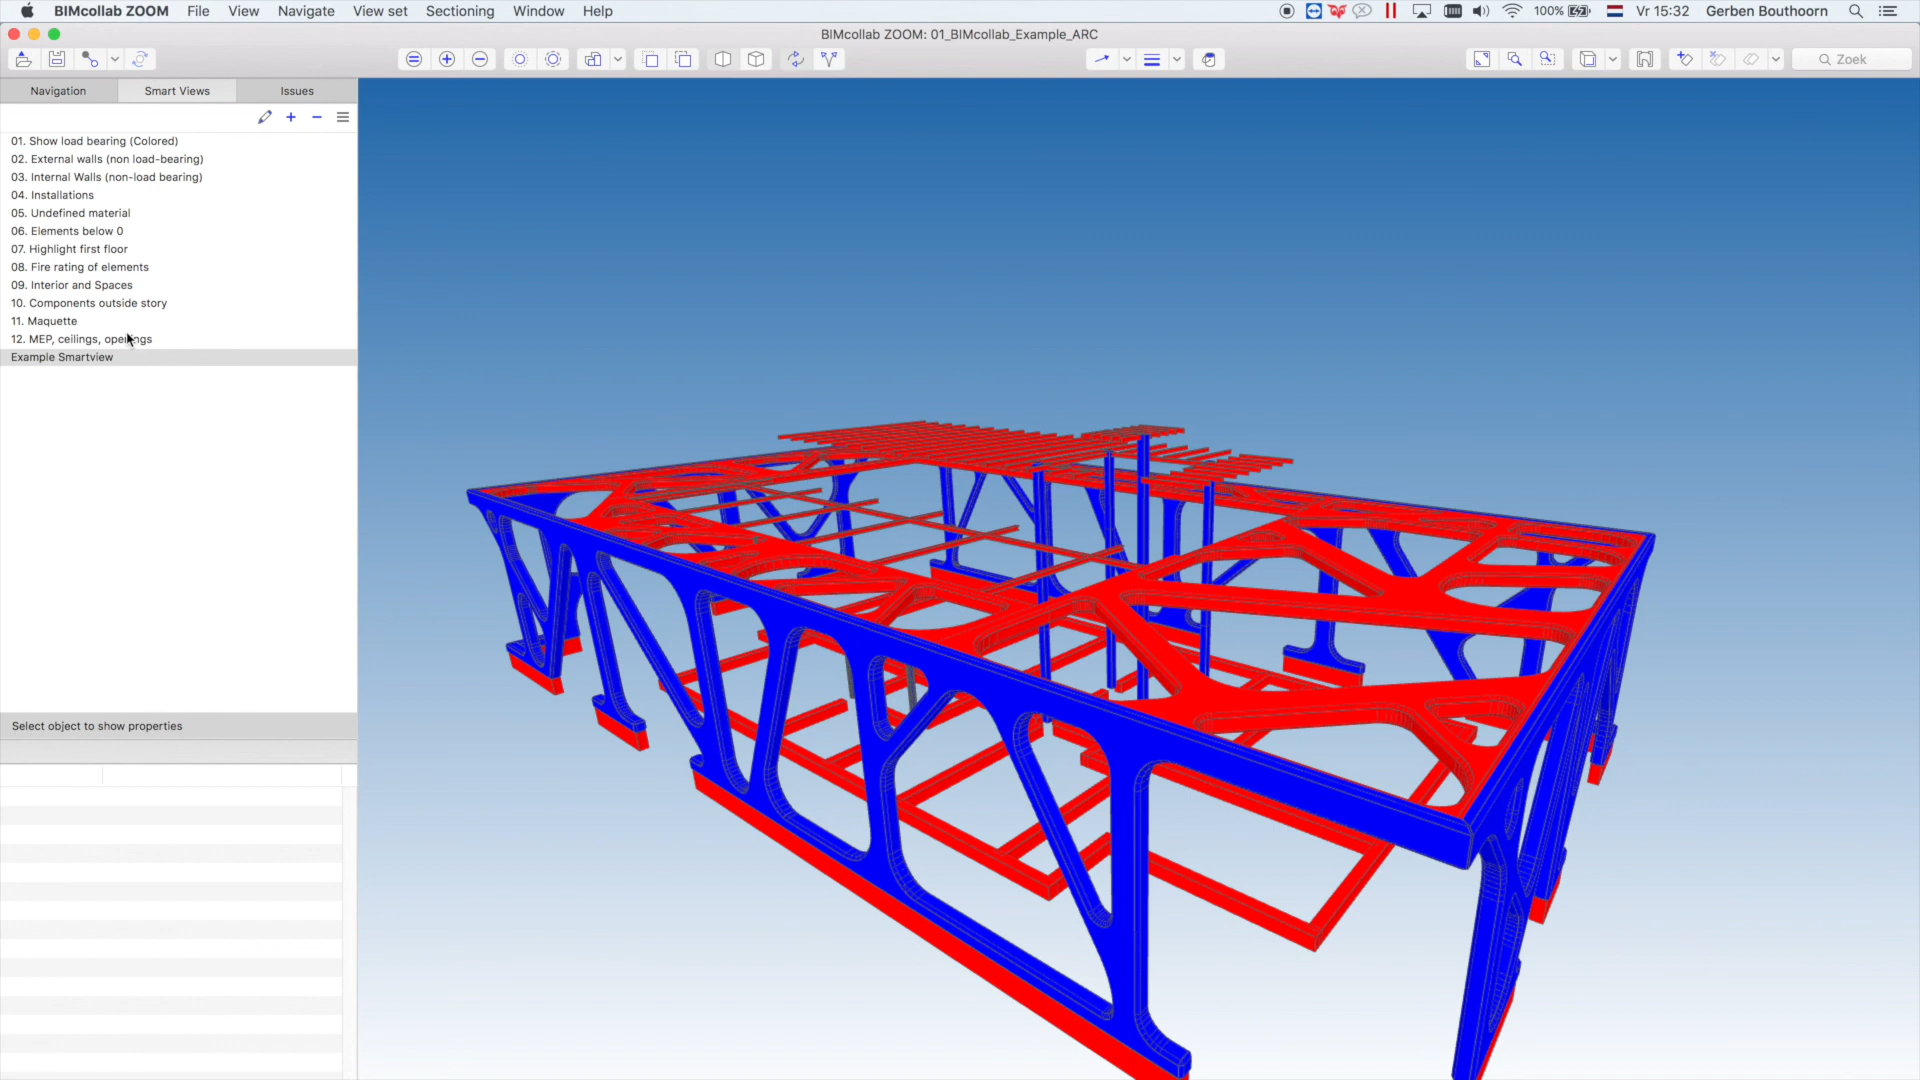 BIMcollab ZOOM File View Navigate View set Sectioning Window Help 100% Vr 15:32 Gerben Bouthoorn
BIMcollab ZOOM: 01_BIMcollab_Example_ARC
Zoek
Navigation Smart Views Issues
01. Show load bearing (Colored)
02. External walls (non load-bearing)
03. Internal Walls (non-load bearing)
04. Installations
05. Undefined material
06. Elements below 0
07. Highlight first floor
08. Fire rating of elements
09. Interior and Spaces
10. Components outside story
11. Maquette
12. MEP, ceilings, openings
Example Smartview
Select object to show properties